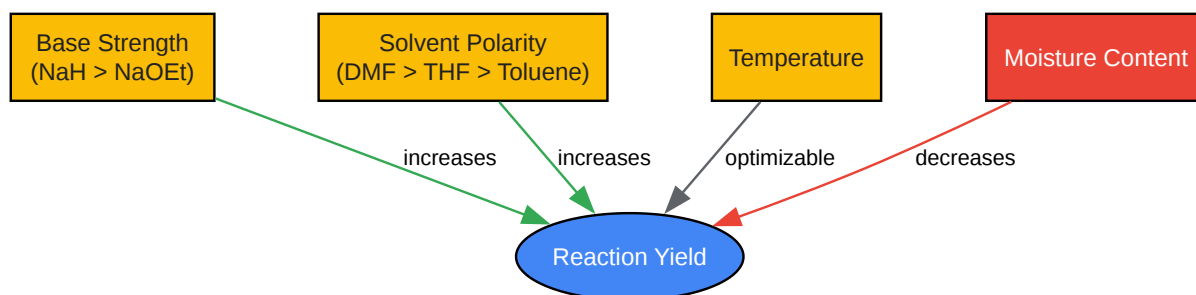 Base Strength
(NaH > NaOEt)
Solvent Polarity
(DMF > THF > Toluene)
Temperature
Moisture Content
increases
increases
optimizable
decreases
Reaction Yield